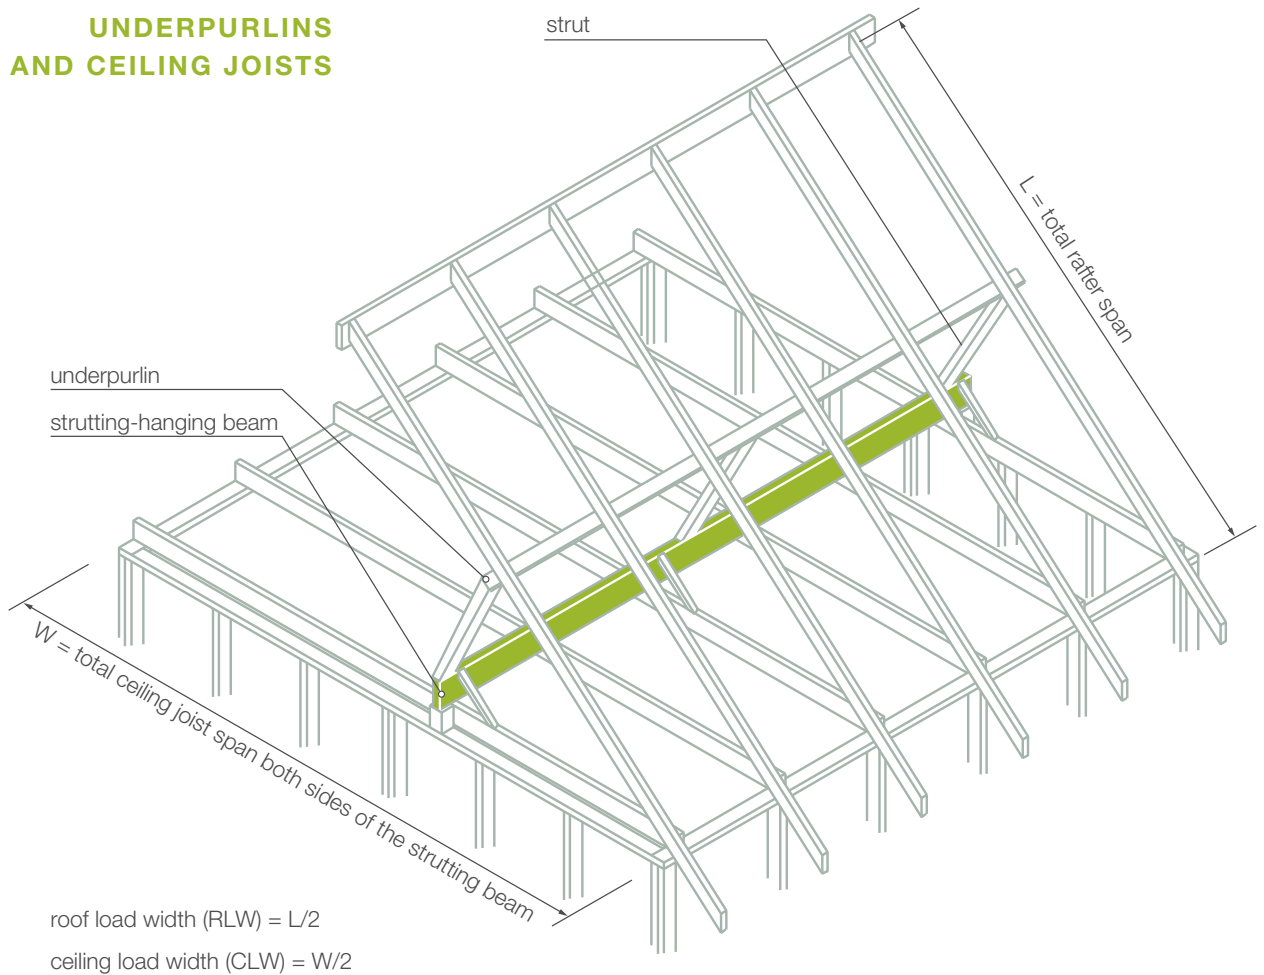 UNDERPURLINS
AND CEILING JOISTS
strut
L = total rafter span
underpurlin
strutting-hanging beam
W = total ceiling joist span both sides of the strutting beam
roof load width (RLW) = L/2
ceiling load width (CLW) = W/2